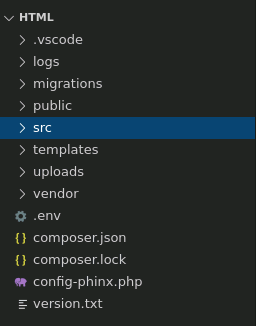 HTML
.vscode
logs
migrations
public
src
templates
uploads
vendor
.env
{} composer.json
{} composer.lock
config-phinx.php
version.txt